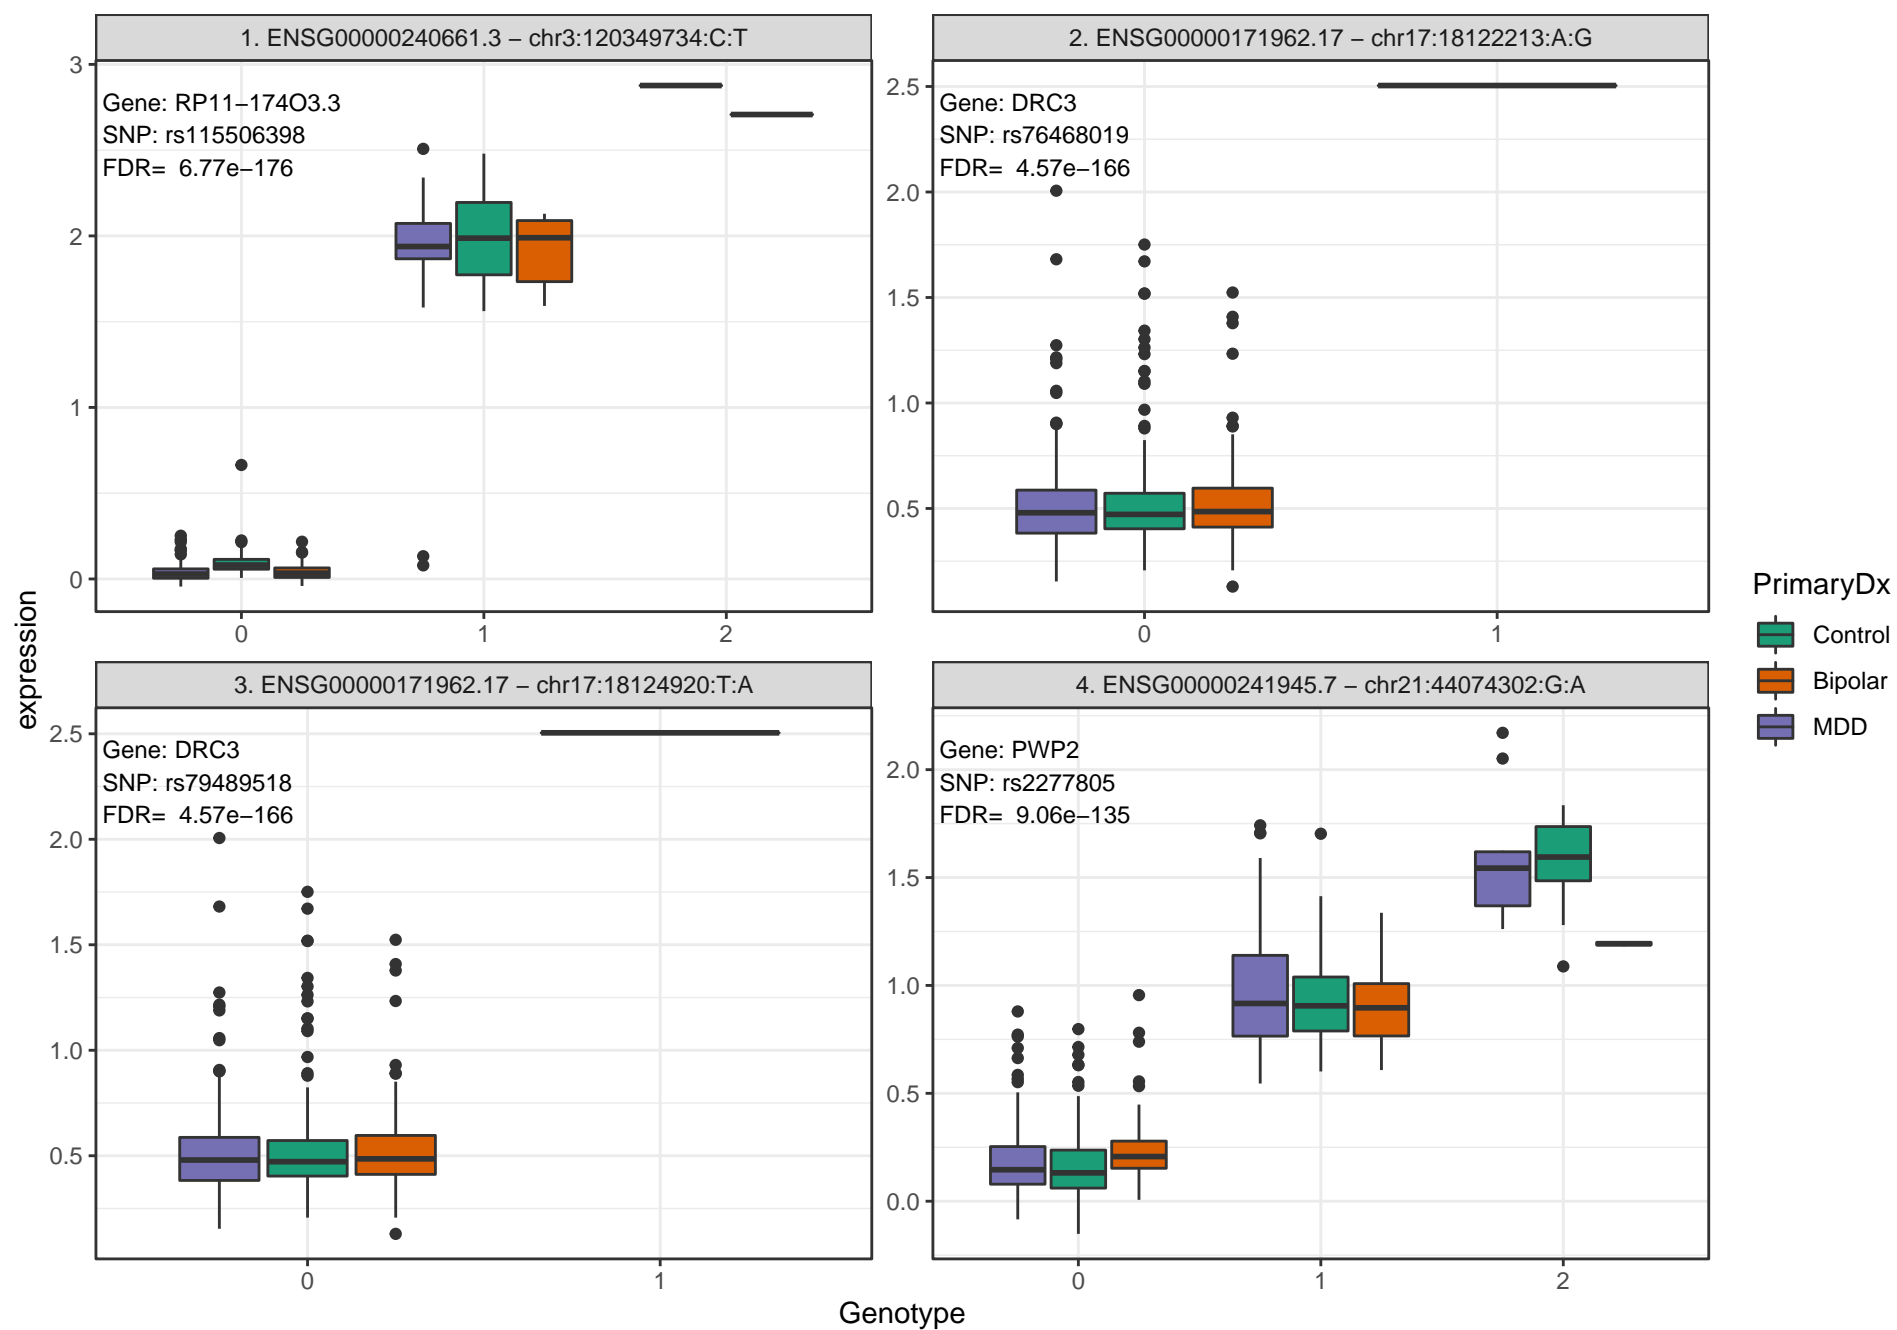 1. ENSG00000240661.3 – chr3:120349734:C:T
Gene: RP11−174O3.3
SNP: rs115506398
FDR= 6.77e−176
3
2
1
0
0
1
2
2. ENSG00000171962.17 – chr17:18122213:A:G
Gene: DRC3
SNP: rs76468019
FDR= 4.57e−166
2.5
2.0
1.5
1.0
0.5
0
1
3. ENSG00000171962.17 – chr17:18124920:T:A
Gene: DRC3
SNP: rs79489518
FDR= 4.57e−166
2.5
2.0
1.5
1.0
0.5
0
1
4. ENSG00000241945.7 – chr21:44074302:G:A
Gene: PWP2
SNP: rs2277805
FDR= 9.06e−135
2.0
1.5
1.0
0.5
0.0
0
1
2
expression
Genotype
PrimaryDx
Control
Bipolar
MDD